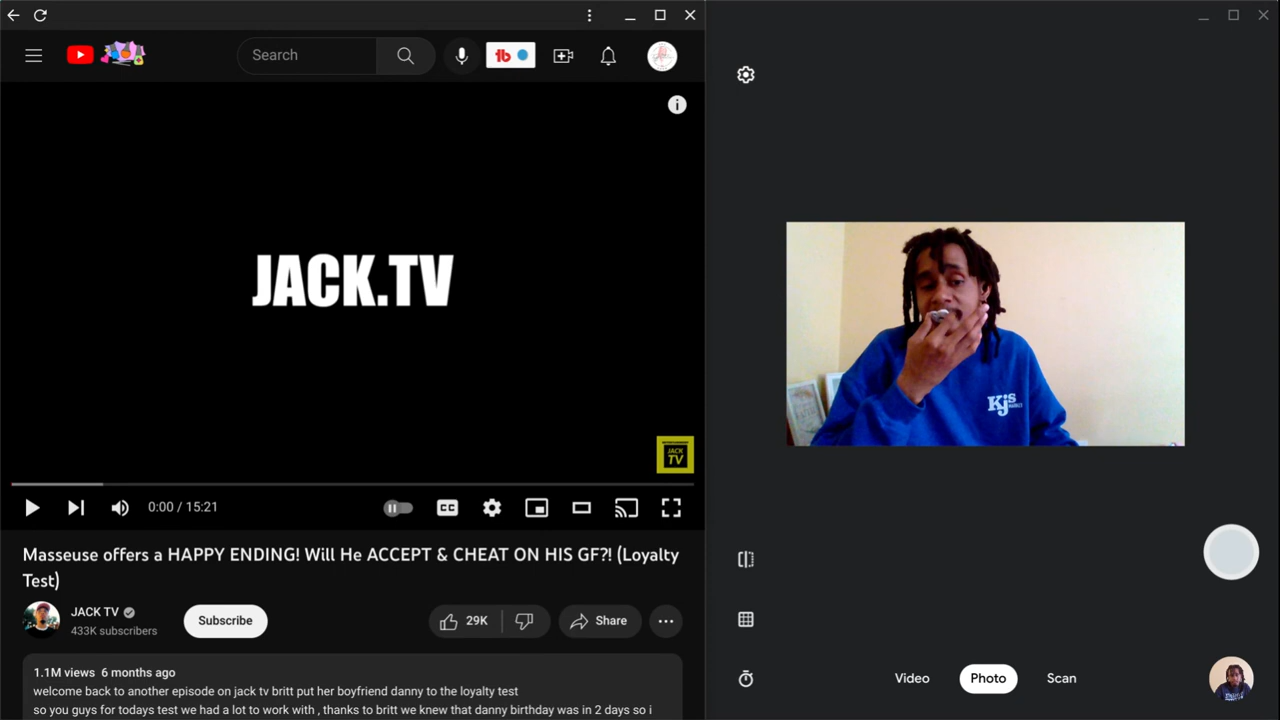 Search
JACK.TV
JACK
TV
0:00 / 15:21
CC
Masseuse offers a HAPPY ENDING! Will He ACCEPT & CHEAT ON HIS GF?! (Loyalty
Test)
JACK TV
433K subscribers
Subscribe
29K
Share
1.1M views 6 months ago
welcome back to another episode on jack tv britt put her boyfriend danny to the loyalty test
so you guys for todays test we had a lot to work with , thanks to britt we knew that danny birthday was in 2 days so i
Kjs
Video
Photo
Scan